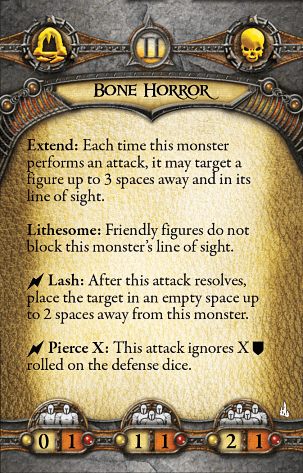 II
BONE HORROR
Extend: Each time this monster
performs an attack, it may target a
figure up to 3 spaces away and in its
line of sight.
Lithesome: Friendly figures do not
block this monster's line of sight.
Lash: After this attack resolves,
place the target in an empty space up
to 2 spaces away from this monster.
Pierce X: This attack ignores X
rolled on the defense dice.
0 1 1 1 2 1